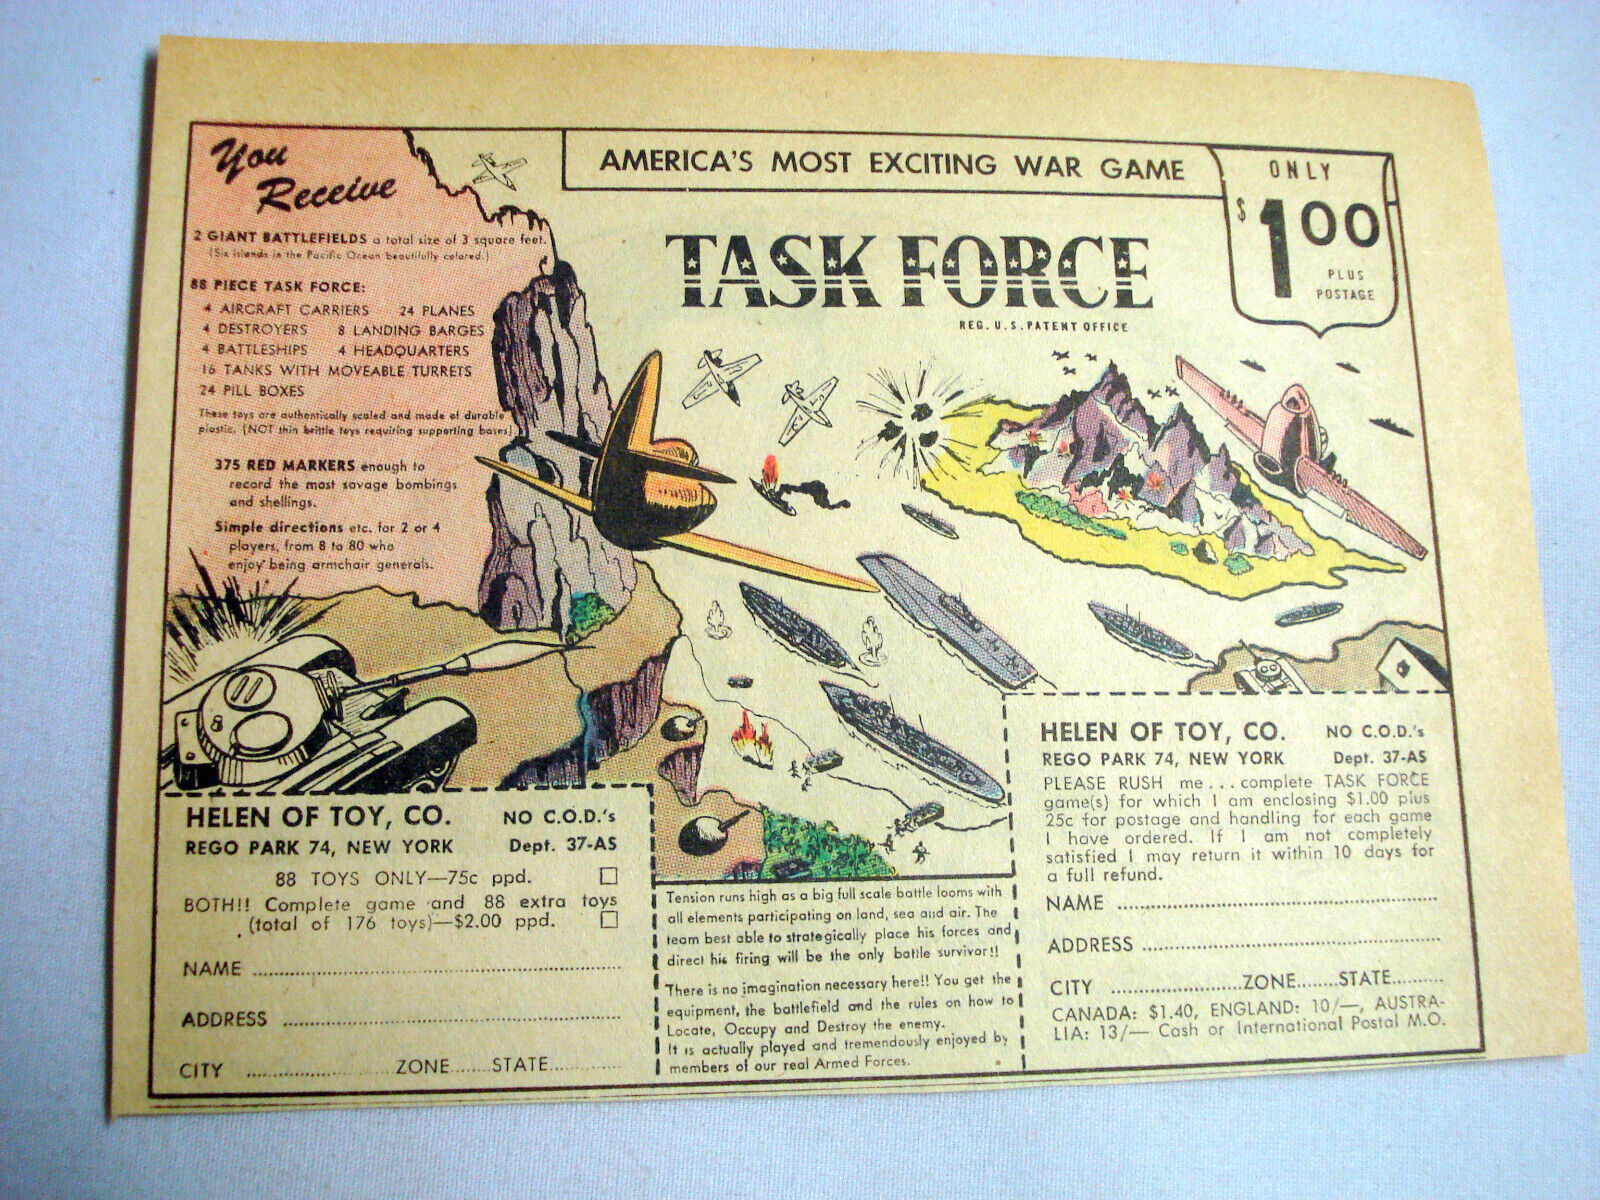 You
Receive
2 GIANT BATTLEFIELDS a total size of 3 square feet.
(Six islands in the Pacific Ocean beautifully colored.)
88 PIECE TASK FORCE:
4 AIRCRAFT CARRIERS 24 PLANES
4 DESTROYERS 8 LANDING BARGES
4 BATTLESHIPS 4 HEADQUARTERS
16 TANKS WITH MOVEABLE TURRETS
24 PILL BOXES
These toys are authentically scaled and made of durable
plastic. (NOT thin brittle toys requiring supporting bases).
375 RED MARKERS enough to
record the most savage bombings
and shellings.
Simple directions etc. for 2 or 4
players, from 8 to 80 who
enjoy being armchair generals.
AMERICA'S MOST EXCITING WAR GAME
TASK FORCE
REG. U.S. PATENT OFFICE
ONLY
$1.00
PLUS
POSTAGE
HELEN OF TOY, CO. NO C.O.D.'s
REGO PARK 74, NEW YORK Dept. 37-AS
88 TOYS ONLY—75c ppd.
BOTH!! Complete game and 88 extra toys
(total of 176 toys)—$2.00 ppd.
NAME
ADDRESS
CITY ZONE STATE
Tension runs high as a big full scale battle looms with
all elements participating on land, sea and air. The
team best able to strategically place his forces and
direct his firing will be the only battle survivor!!
There is no imagination necessary here!! You get the
equipment, the battlefield and the rules on how to
Locate, Occupy and Destroy the enemy.
It is actually played and tremendously enjoyed by
members of our real Armed Forces.
HELEN OF TOY, CO. NO C.O.D.'s
REGO PARK 74, NEW YORK Dept. 37-AS
PLEASE RUSH me... complete TASK FORCE
game(s) for which I am enclosing $1.00 plus
25c for postage and handling for each game
I have ordered. If I am not completely
satisfied I may return it within 10 days for
a full refund.
NAME
ADDRESS
CITY ZONE STATE
CANADA: $1.40, ENGLAND: 10/—, AUSTRA-
LIA: 13/— Cash or International Postal M.O.